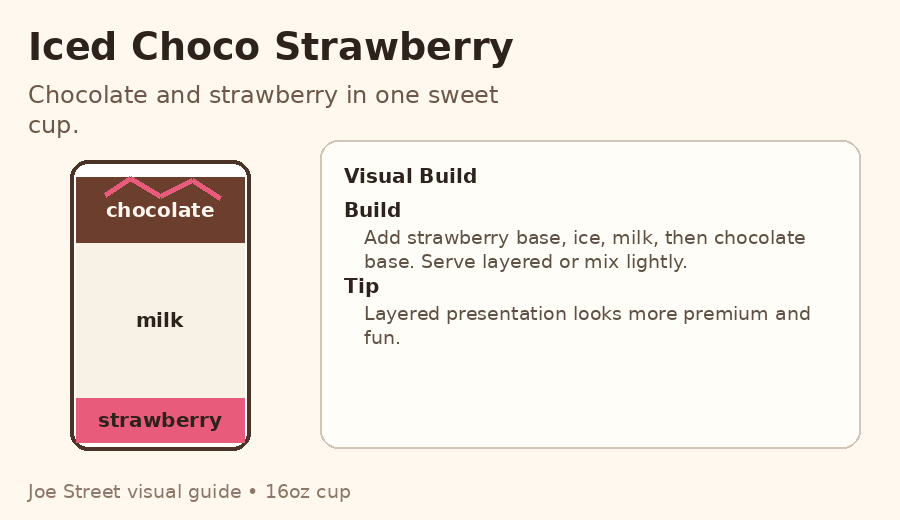 Iced Choco Strawberry
Chocolate and strawberry in one sweet
cup.
chocolate
milk
strawberry
Visual Build
Build
Add strawberry base, ice, milk, then chocolate
base. Serve layered or mix lightly.
Tip
Layered presentation looks more premium and
fun.
Joe Street visual guide • 16oz cup